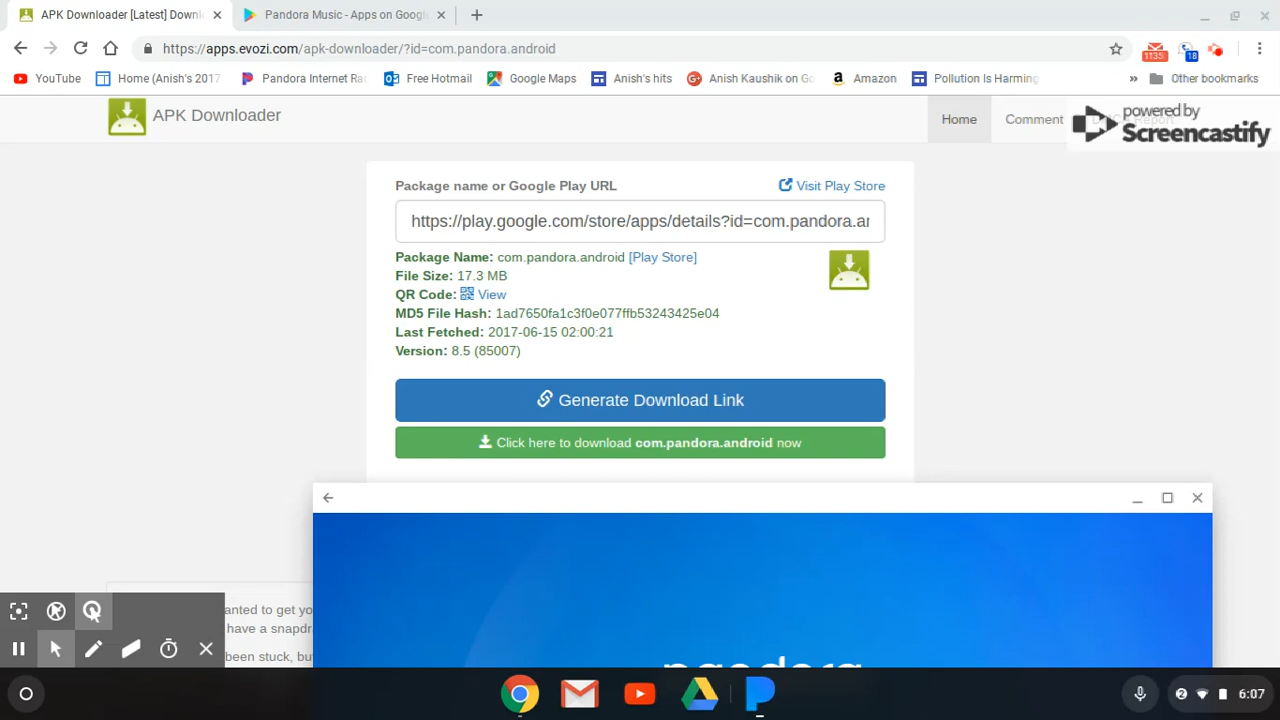 APK Downloader [Latest] Downl
Pandora Music - Apps on Google
https://apps.evozi.com/apk-downloader/?id=com.pandora.android
1135
18
YouTube
Home (Anish's 2017
Pandora Internet Ra
Free Hotmail
Google Maps
Anish's hits
Anish Kaushik on Go
Amazon
Pollution Is Harming
Other bookmarks
APK Downloader
Home
Comment
Report
powered by
Screencastify
Package name or Google Play URL
Visit Play Store
https://play.google.com/store/apps/details?id=com.pandora.ar
Package Name: com.pandora.android [Play Store]
File Size: 17.3 MB
QR Code: View
MD5 File Hash: 1ad7650fa1c3f0e077ffb53243425e04
Last Fetched: 2017-06-15 02:00:21
Version: 8.5 (85007)
Generate Download Link
Click here to download com.pandora.android now
anted to get yo
have a snapdr
been stuck, bu
pandora
2
6:07